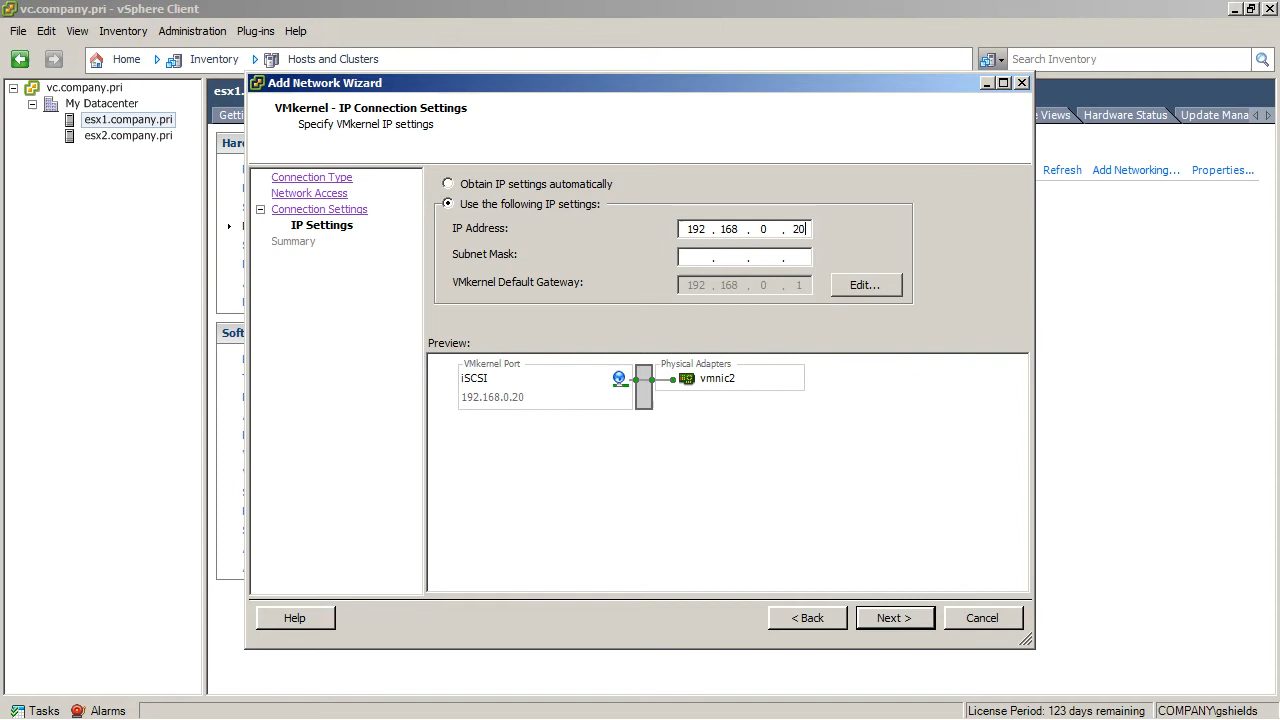 vc.company.pri - vSphere Client
File Edit View Inventory Administration Plug-ins Help
Home Inventory Hosts and Clusters Search Inventory
vc.company.pri
My Datacenter
esx1.company.pri
esx2.company.pri
esx1.
Getti
Hard
Soft
e Views Hardware Status Update Mana
Refresh Add Networking... Properties...
Add Network Wizard
VMkernel - IP Connection Settings
Specify VMkernel IP settings
Connection Type
Network Access
Connection Settings
IP Settings
Summary
Obtain IP settings automatically
Use the following IP settings:
IP Address: 192 . 168 . 0 . 20
Subnet Mask: . . .
VMkernel Default Gateway: 192 . 168 . 0 . 1 Edit...
Preview:
VMkernel Port Physical Adapters
iSCSI vmnic2
192.168.0.20
Help < Back Next > Cancel
Tasks Alarms License Period: 123 days remaining COMPANY\gshields